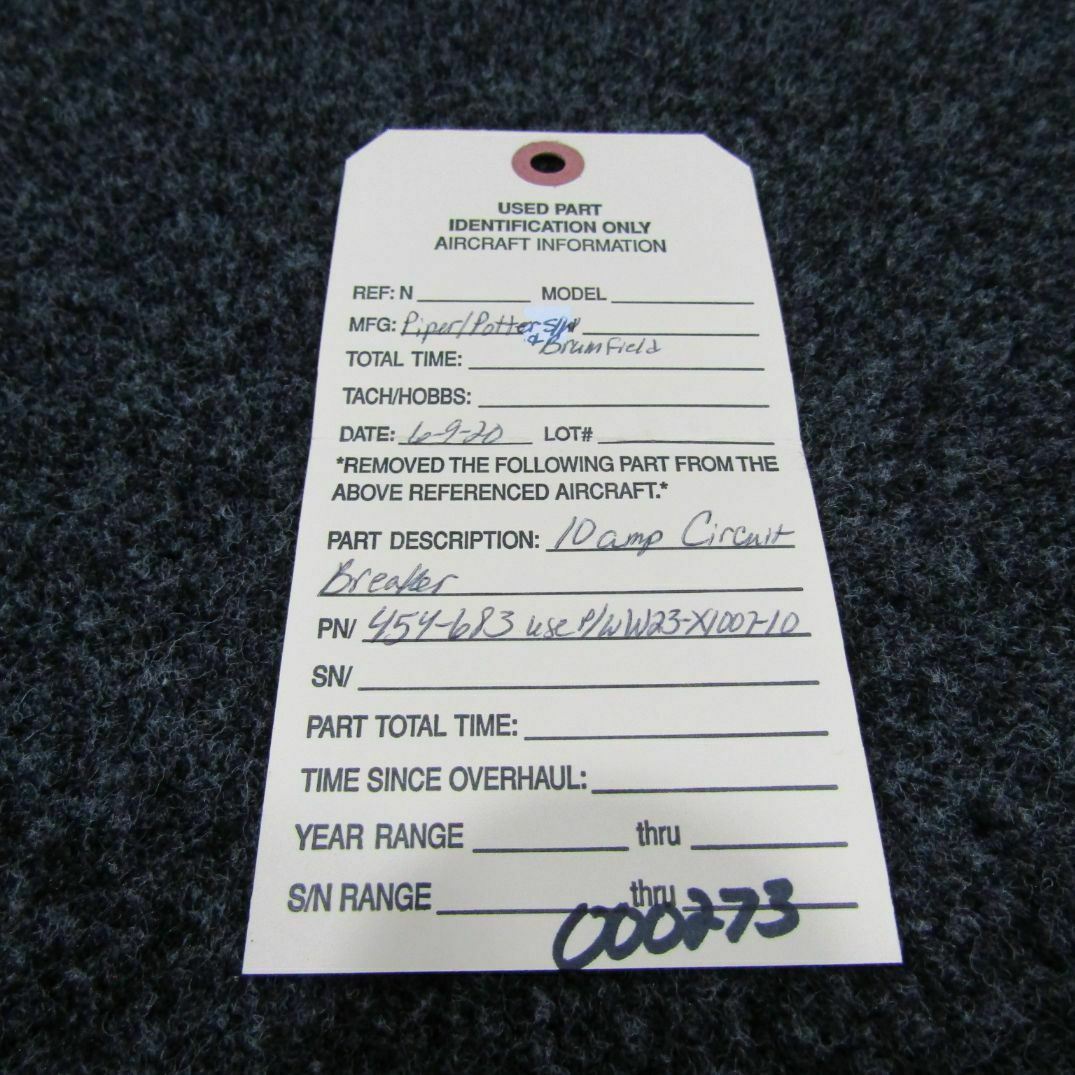 USED PART
IDENTIFICATION ONLY
AIRCRAFT INFORMATION
REF: N MODEL
MFG: Piper/Potter
& Brumfield
TOTAL TIME:
TACH/HOBBS:
DATE: 6-9-20 LOT#
*REMOVED THE FOLLOWING PART FROM THE
ABOVE REFERENCED AIRCRAFT.*
PART DESCRIPTION: 10 amp Circuit
Breaker
PN/ 454-683 use P/N W23-X1007-10
SN/
PART TOTAL TIME:
TIME SINCE OVERHAUL:
YEAR RANGE thru
S/N RANGE thru
000273